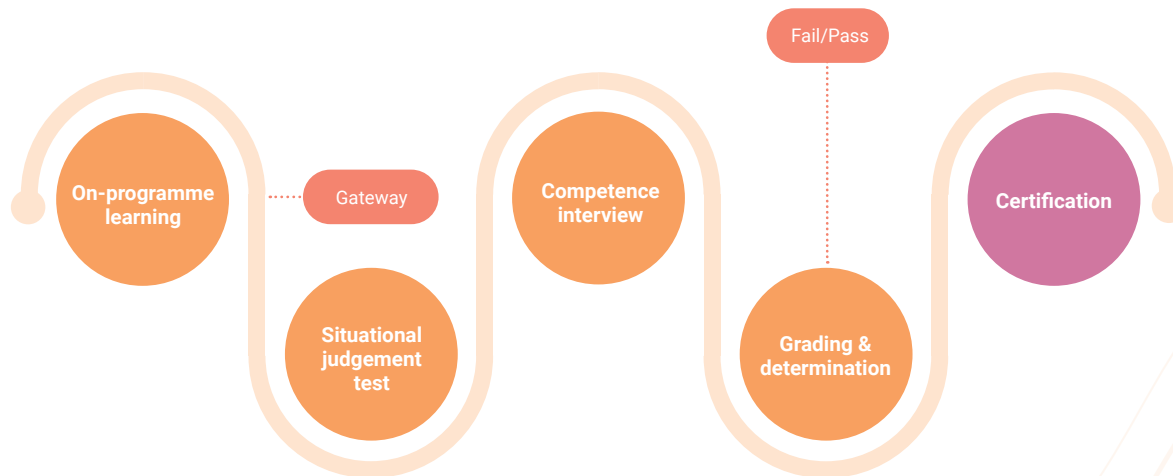 On-programme
learning
Gateway
Situational
judgement
test
Competence
interview
Fail/Pass
Grading &
determination
Certification